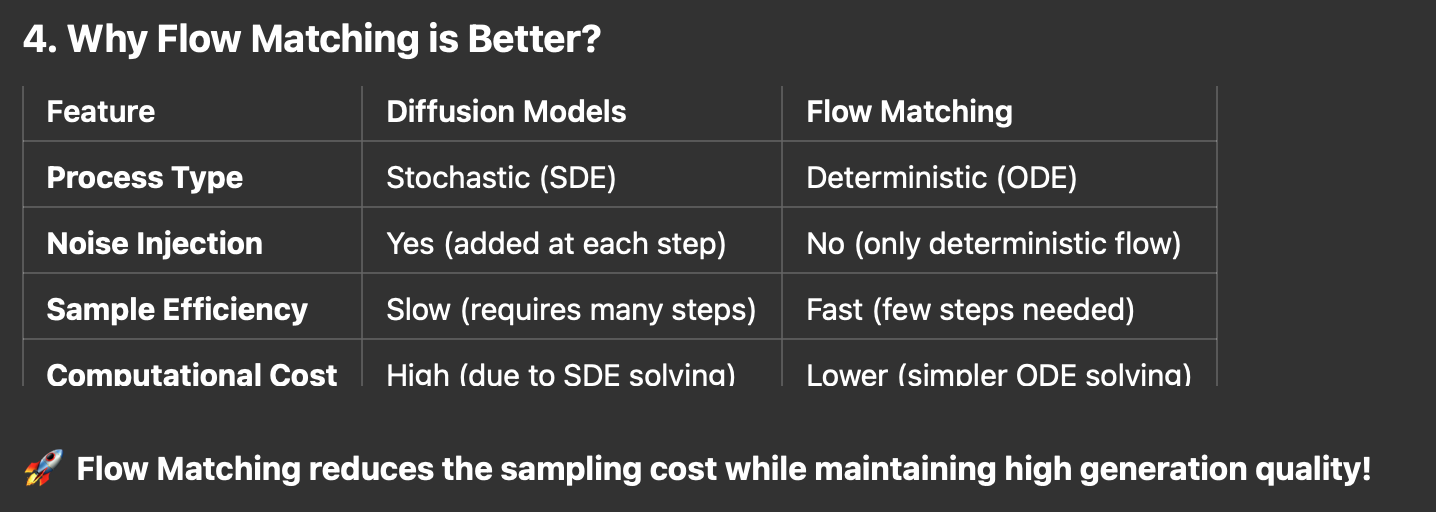 4. Why Flow Matching is Better?
Feature Diffusion Models Flow Matching
Process Type Stochastic (SDE) Deterministic (ODE)
Noise Injection Yes (added at each step) No (only deterministic flow)
Sample Efficiency Slow (requires many steps) Fast (few steps needed)
Computational Cost High (due to SDE solving) Lower (simpler ODE solving)
🚀 Flow Matching reduces the sampling cost while maintaining high generation quality!